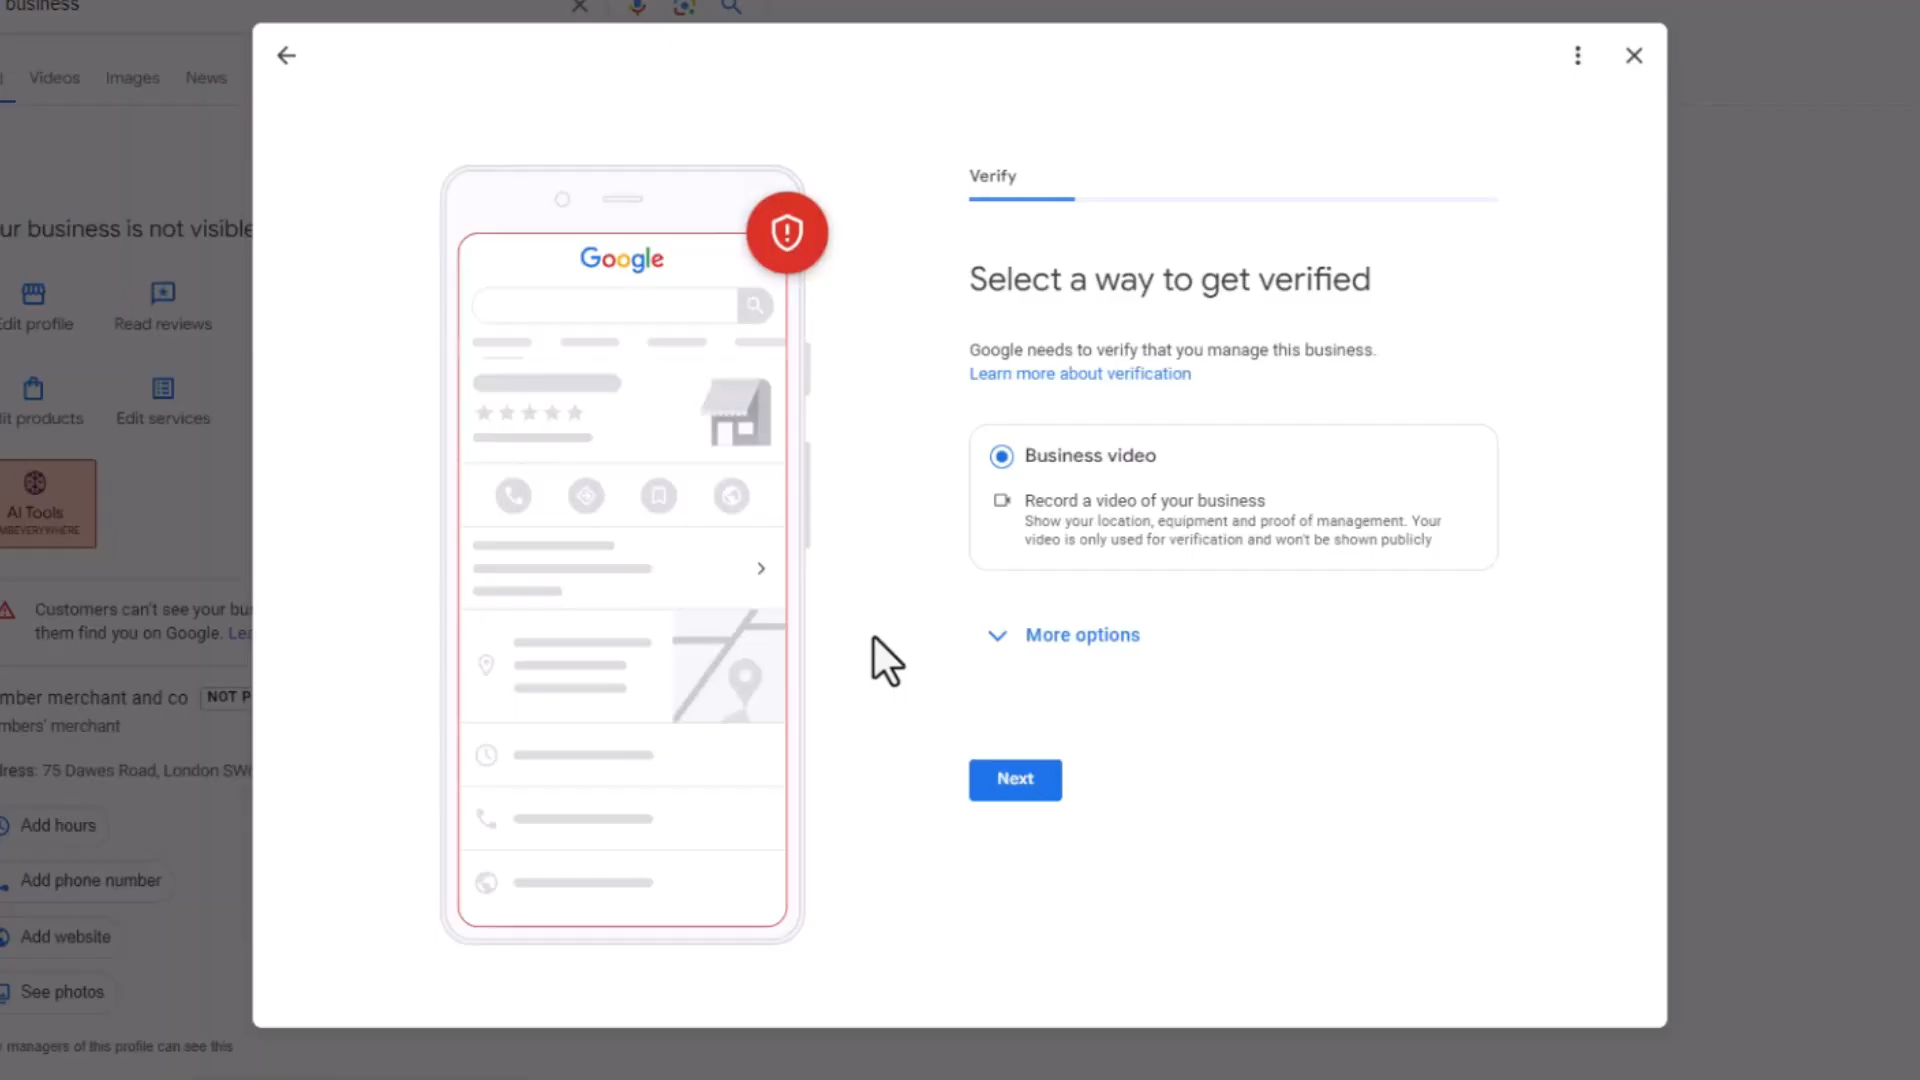 business
Videos Images News
ur business is not visible
Edit profile Read reviews
lit products Edit services
AI Tools
MBEVERYWHERE
Customers can't see your bu
them find you on Google. Lea
mber merchant and co NOT P
mbers' merchant
dress: 75 Dawes Road, London SW
Add hours
Add phone number
Add website
See photos
managers of this profile can see this
Google
Verify
Select a way to get verified
Google needs to verify that you manage this business.
Learn more about verification
Business video
Record a video of your business
Show your location, equipment and proof of management. Your
video is only used for verification and won't be shown publicly
More options
Next